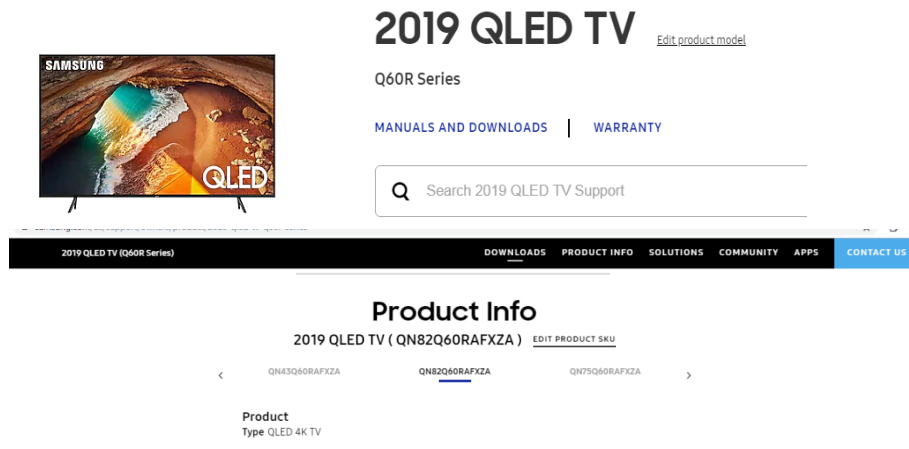 2019 QLED TV Edit product model
SAMSUNG
Q60R Series
MANUALS AND DOWNLOADS | WARRANTY
QLED
Search 2019 QLED TV Support
2019 QLED TV (Q60R Series) DOWNLOADS PRODUCT INFO SOLUTIONS COMMUNITY APPS CONTACT US
Product Info
2019 QLED TV ( QN82Q60RAFXZA ) EDIT PRODUCT SKU
‹ QN43Q60RAFXZA QN82Q60RAFXZA QN75Q60RAFXZA ›
Product
Type QLED 4K TV